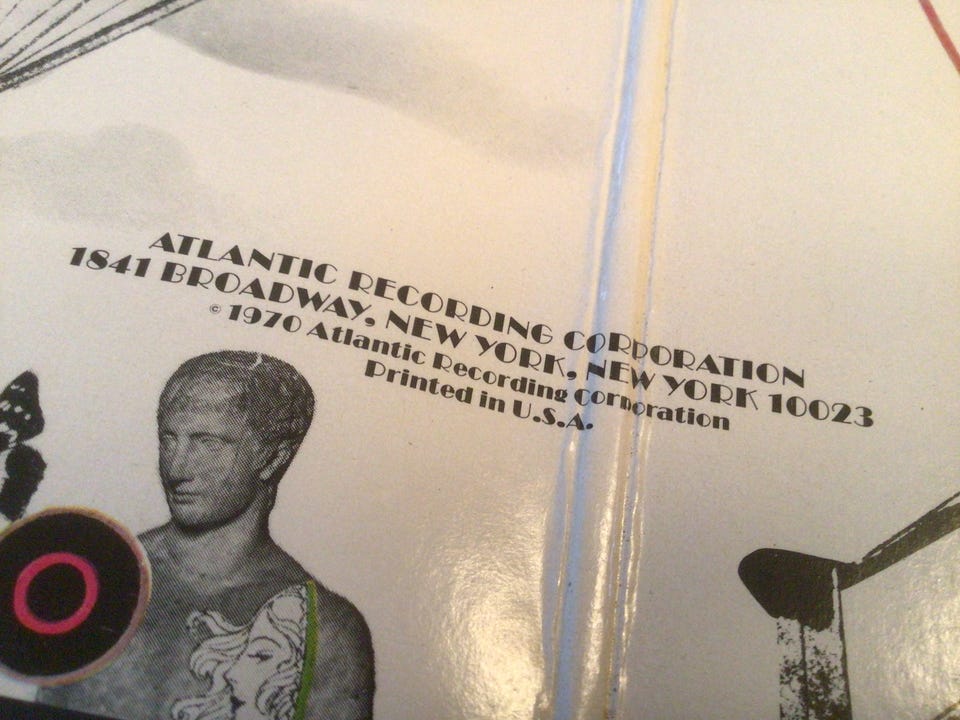 ATLANTIC RECORDING CORPORATION
1841 BROADWAY, NEW YORK, NEW YORK 10023
© 1970 Atlantic Recording Corporation
Printed in U.S.A.